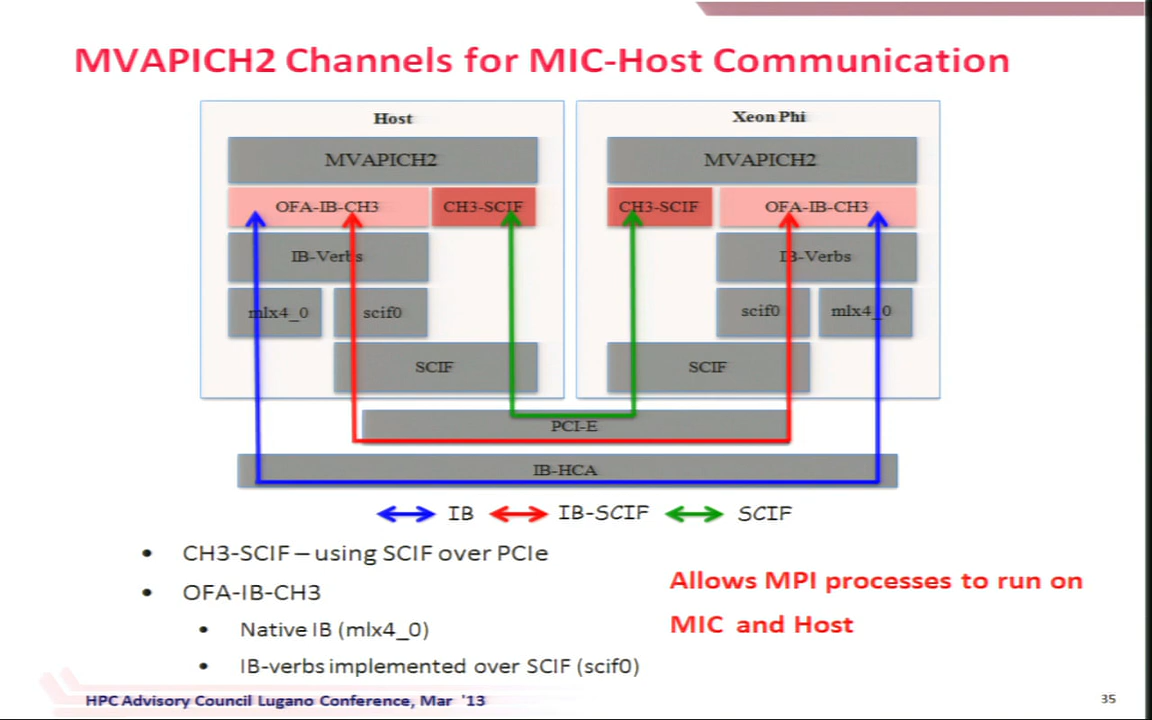 MVAPICH2 Channels for MIC-Host Communication
Host
MVAPICH2
OFA-IB-CH3 CH3-SCIF
IB-Verbs
mlx4_0 scif0
SCIF
Xeon Phi
MVAPICH2
CH3-SCIF OFA-IB-CH3
IB-Verbs
scif0 mlx4_0
SCIF
PCI-E
IB-HCA
IB IB-SCIF SCIF
• CH3-SCIF – using SCIF over PCIe
• OFA-IB-CH3
• Native IB (mlx4_0)
• IB-verbs implemented over SCIF (scif0)
Allows MPI processes to run on
MIC and Host
HPC Advisory Council Lugano Conference, Mar '13
35